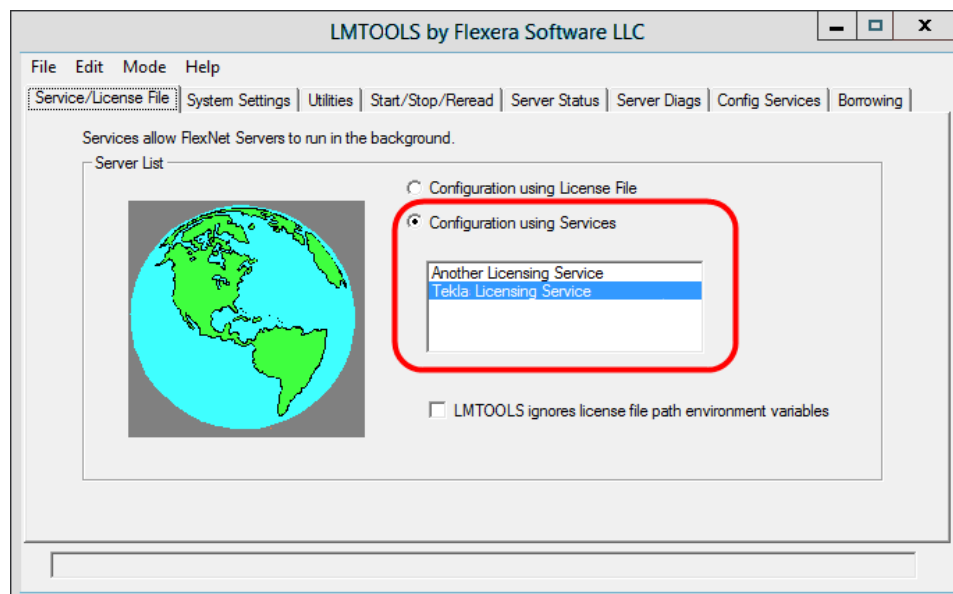 LMTOOLS by Flexera Software LLC
File Edit Mode Help
Service/License File System Settings Utilities Start/Stop/Reread Server Status Server Diags Config Services Borrowing
Services allow FlexNet Servers to run in the background.
Server List
Configuration using License File
Configuration using Services
Another Licensing Service
Tekla Licensing Service
LMTOOLS ignores license file path environment variables